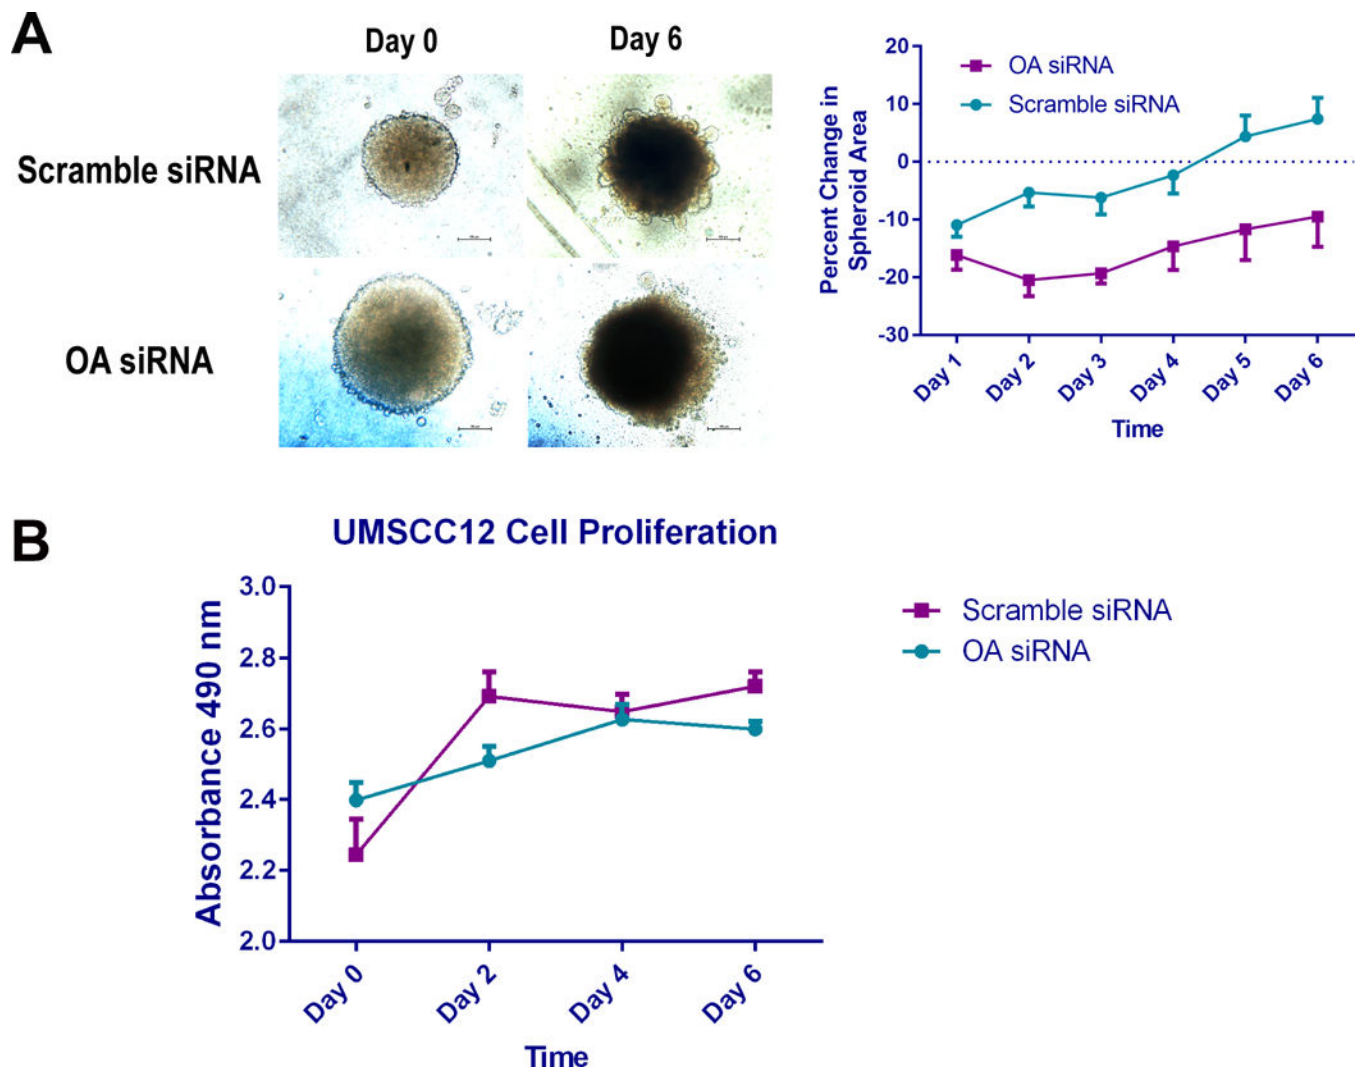 A
Day 0
Day 6
Scramble siRNA
OA siRNA
20
10
0
-10
-20
-30
Percent Change in
Spheroid Area
OA siRNA
Scramble siRNA
Day 1
Day 2
Day 3
Day 4
Day 5
Day 6
Time
B
UMSCC12 Cell Proliferation
3.0
2.8
2.6
2.4
2.2
2.0
Absorbance 490 nm
Scramble siRNA
OA siRNA
Day 0
Day 2
Day 4
Day 6
Time